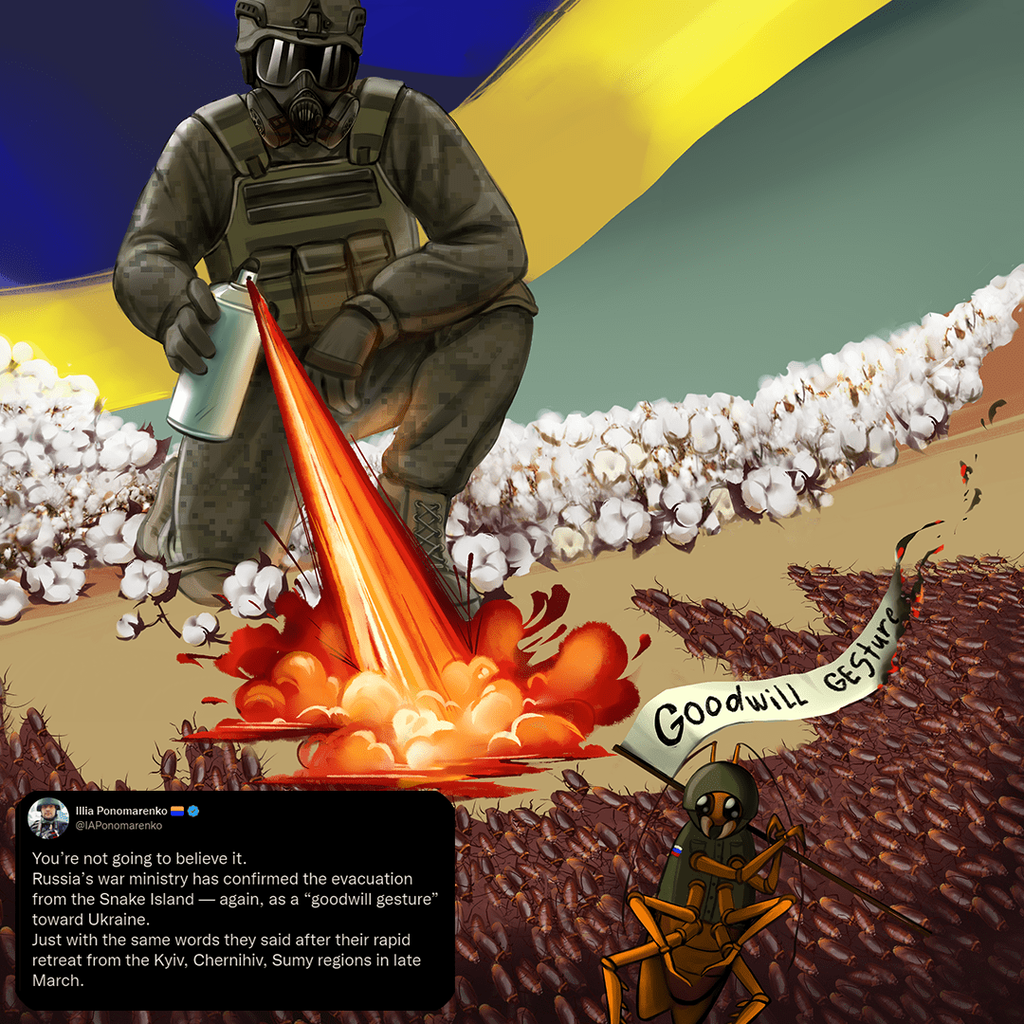 Goodwill GEsture
Illia Ponomarenko
@IAPonomarenko
You're not going to believe it.
Russia's war ministry has confirmed the evacuation
from the Snake Island — again, as a “goodwill gesture”
toward Ukraine.
Just with the same words they said after their rapid
retreat from the Kyiv, Chernihiv, Sumy regions in late
March.